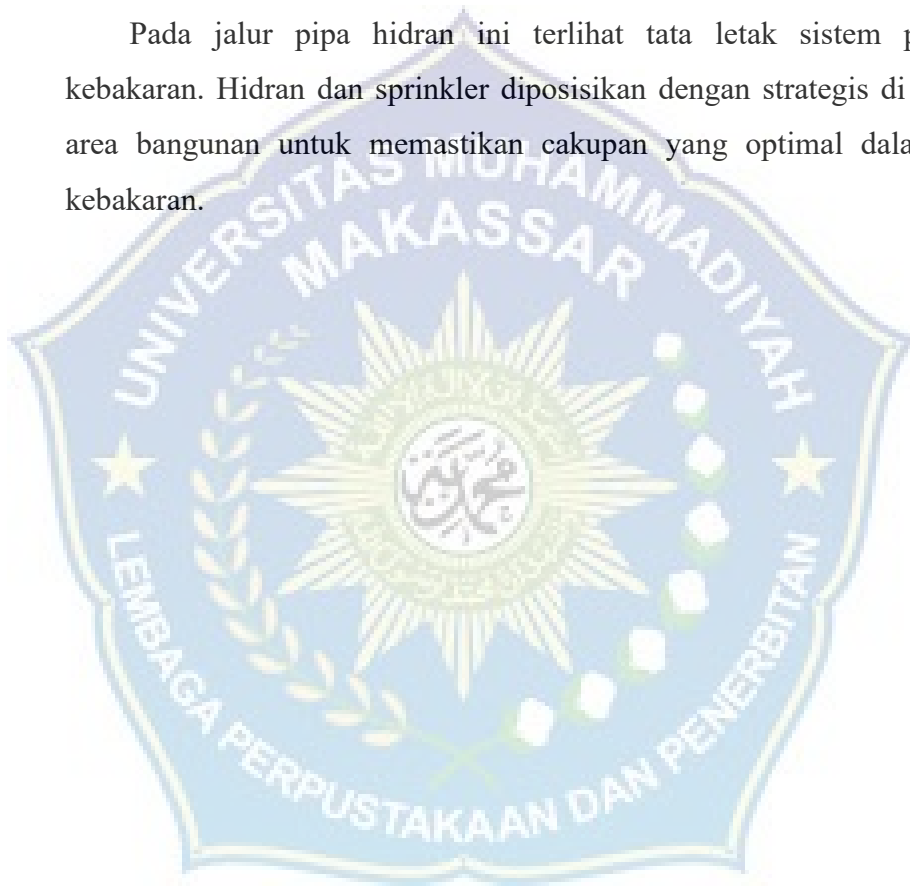 Pada jalur pipa hidran ini terlihat tata letak sistem p
kebakaran. Hidran dan sprinkler diposisikan dengan strategis di
area bangunan untuk memastikan cakupan yang optimal dala
kebakaran.
UNIVERSITAS MUHAMMADIYAH
MAKASSAR
محمد
LEMBAGA PERPUSTAKAAN DAN PENERBITAN